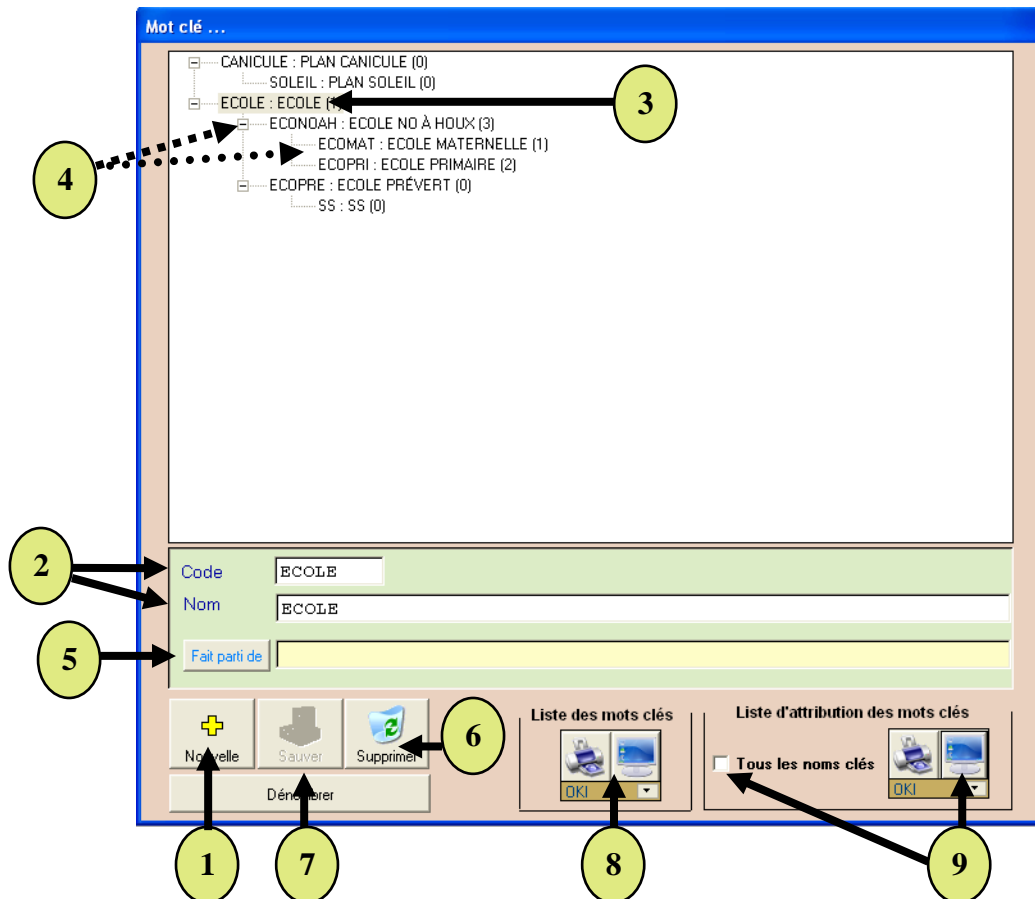 Mot clé ...
CANICULE : PLAN CANICULE (0)
SOLEIL : PLAN SOLEIL (0)
ECOLE : ECOLE (1)
3
ECONOAH : ECOLE NO À HOUX (3)
ECOMAT : ECOLE MATERNELLE (1)
4
ECOPRI : ECOLE PRIMAIRE (2)
ECOPRE : ECOLE PRÉVERT (0)
SS : SS (0)
2
Code ECOLE
Nom ECOLE
5
Fait parti de
Nouvelle
Sauver
Supprimer
6
Dénombrer
Liste des mots clés
OKI
Liste d'attribution des mots clés
Tous les noms clés
OKI
1
7
8
9